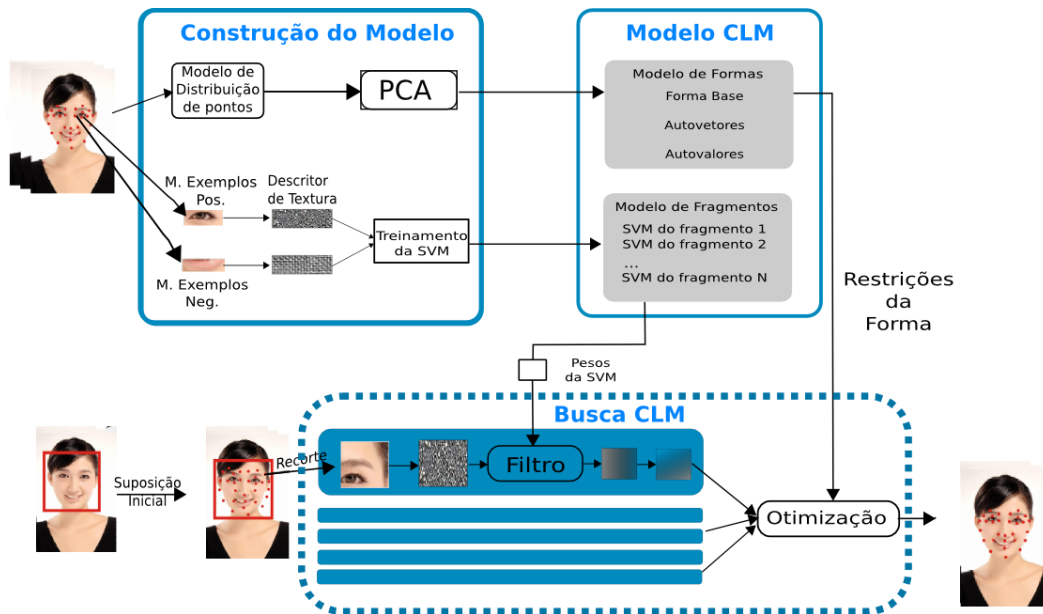 Construção do Modelo
Modelo de
Distribuição
de pontos
PCA
M. Exemplos
Pos.
Descritor
de Textura
Treinamento
da SVM
M. Exemplos
Neg.
Modelo CLM
Modelo de Formas
Forma Base
Autovetores
Autovalores
Modelo de Fragmentos
SVM do fragmento 1
SVM do fragmento 2
...
SVM do fragmento N
Restrições
da
Forma
Pesos
da SVM
Busca CLM
Suposição
Inicial
Recorte
Filtro
Otimização